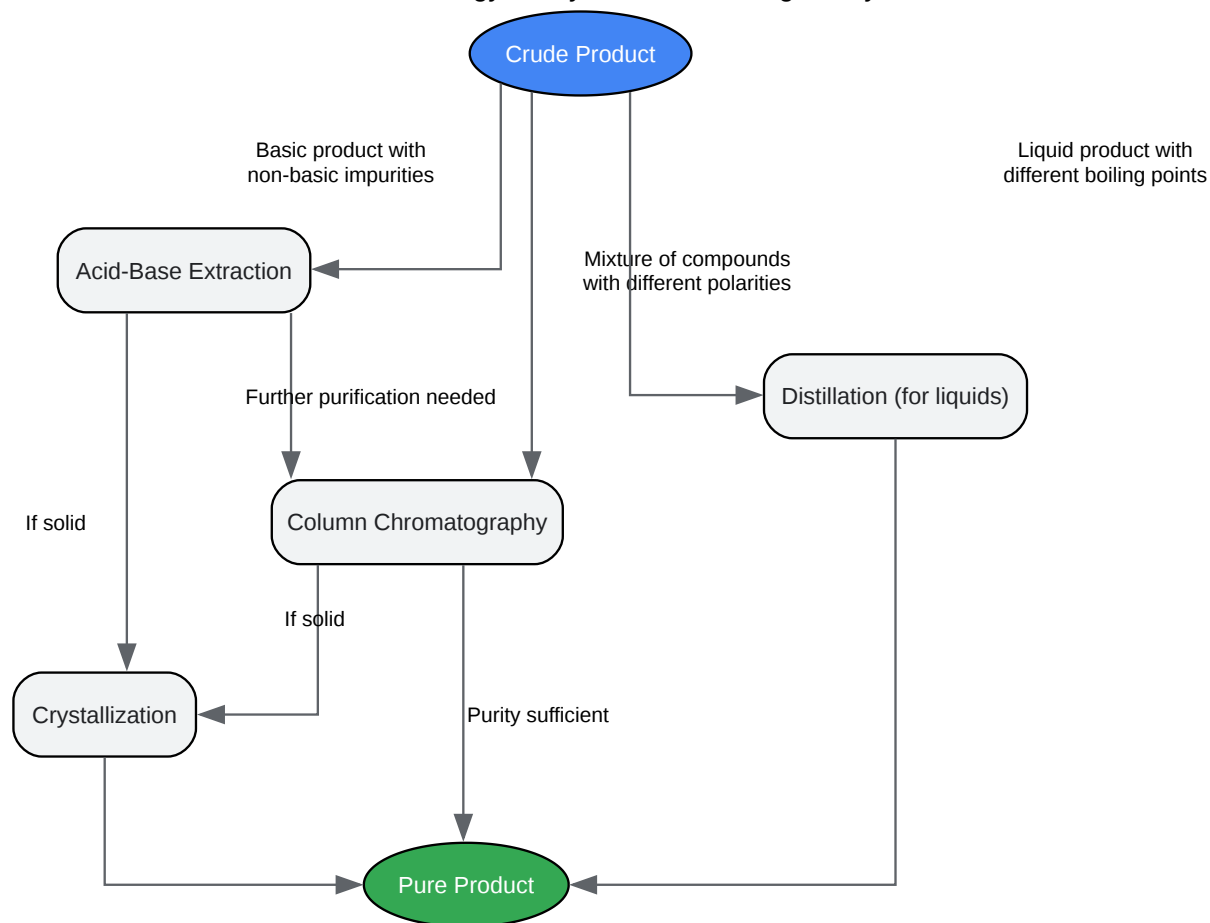 Crude Product
Basic product with
non-basic impurities
Liquid product with
different boiling points
Acid-Base Extraction
Mixture of compounds
with different polarities
Further purification needed
Distillation (for liquids)
If solid
Column Chromatography
If solid
Crystallization
Purity sufficient
Pure Product